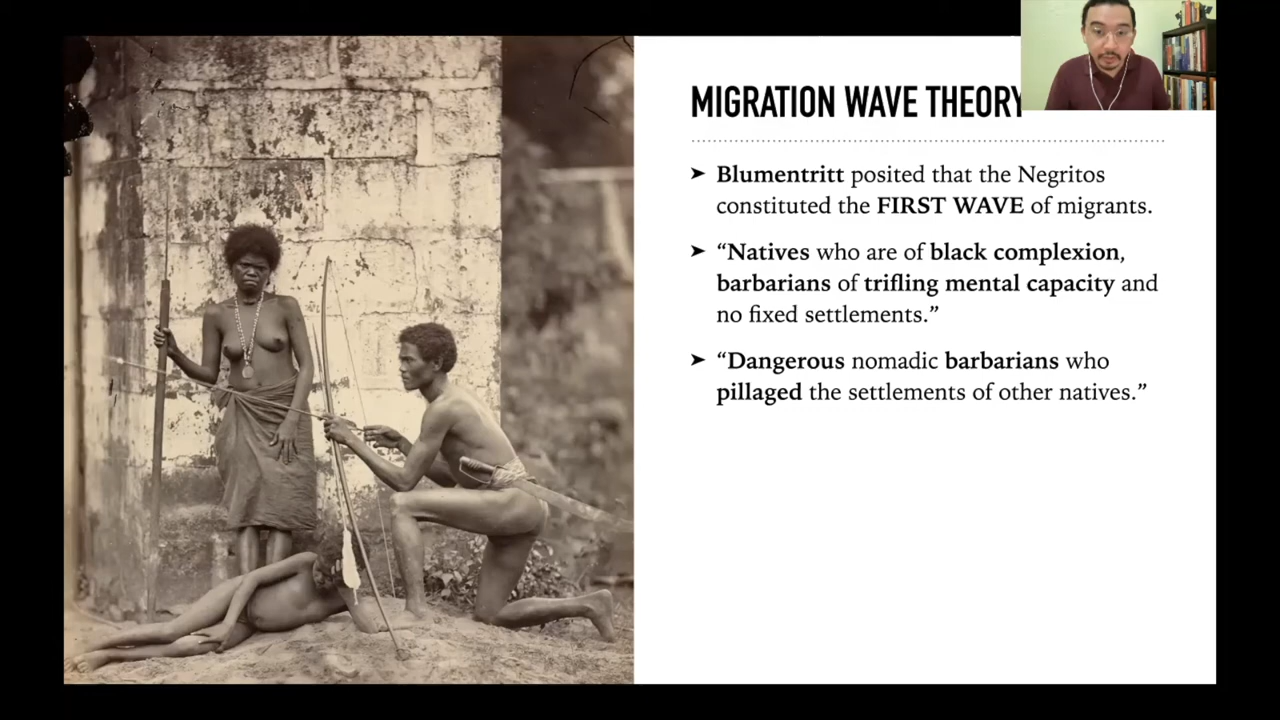 MIGRATION WAVE THEORY
➤ Blumentritt posited that the Negritos
constituted the FIRST WAVE of migrants.
➤ “Natives who are of black complexion,
barbarians of trifling mental capacity and
no fixed settlements.”
➤ “Dangerous nomadic barbarians who
pillaged the settlements of other natives.”